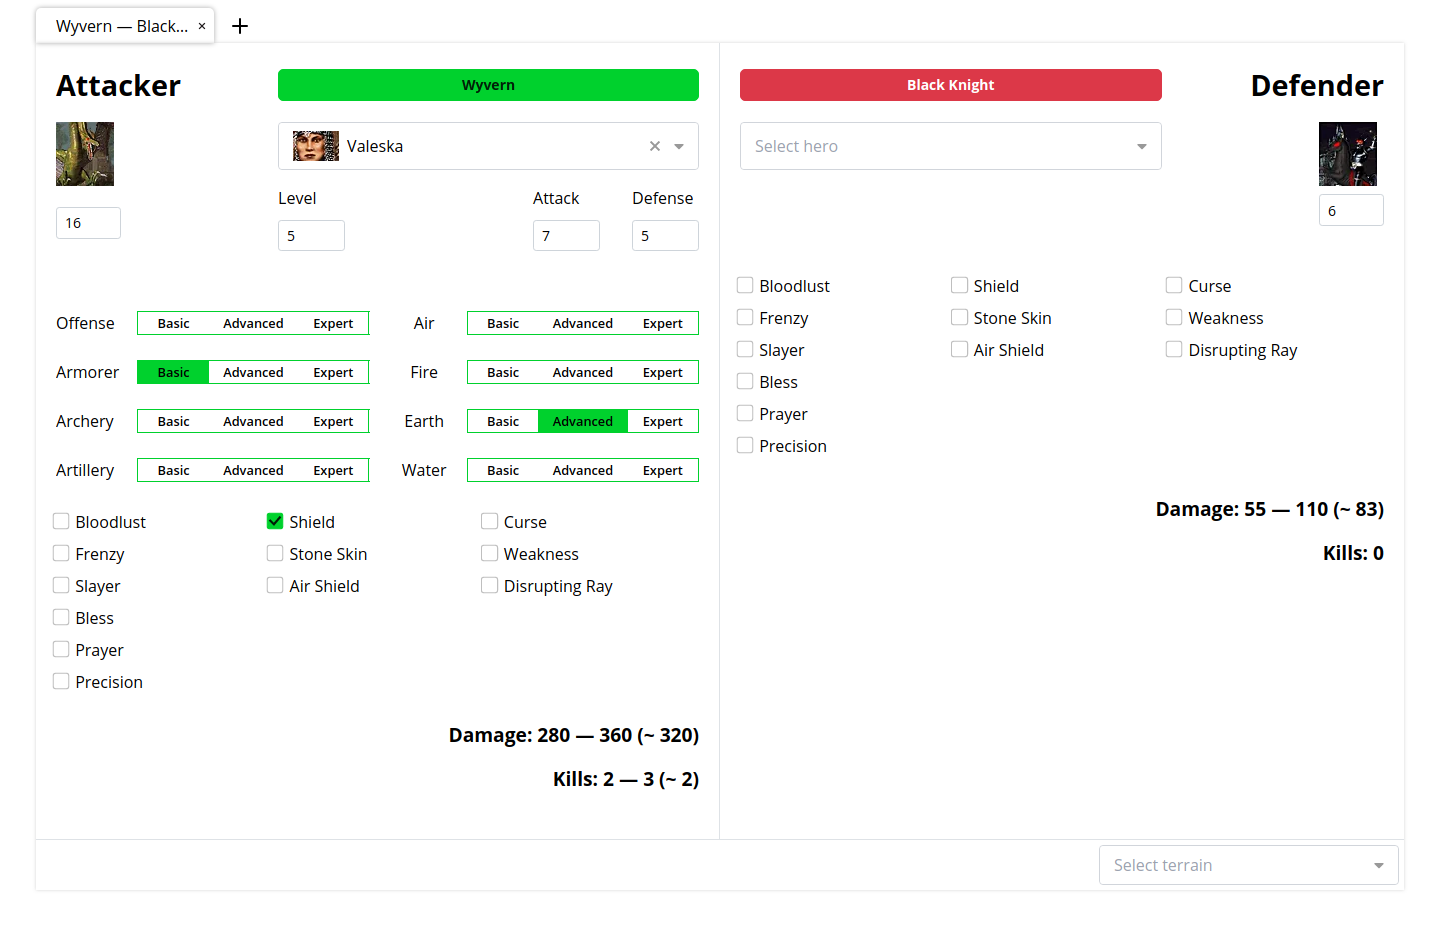 Wyvern — Black... × +
Attacker
Wyvern
Valeska
16
Level
Attack
Defense
5
7
5
Offense Basic Advanced Expert
Air Basic Advanced Expert
Armorer Basic Advanced Expert
Fire Basic Advanced Expert
Archery Basic Advanced Expert
Earth Basic Advanced Expert
Artillery Basic Advanced Expert
Water Basic Advanced Expert
Bloodlust Shield Curse
Frenzy Stone Skin Weakness
Slayer Air Shield Disrupting Ray
Bless
Prayer
Precision
Damage: 280 — 360 (~ 320)
Kills: 2 — 3 (~ 2)
Black Knight
Defender
Select hero
6
Bloodlust Shield Curse
Frenzy Stone Skin Weakness
Slayer Air Shield Disrupting Ray
Bless
Prayer
Precision
Damage: 55 — 110 (~ 83)
Kills: 0
Select terrain